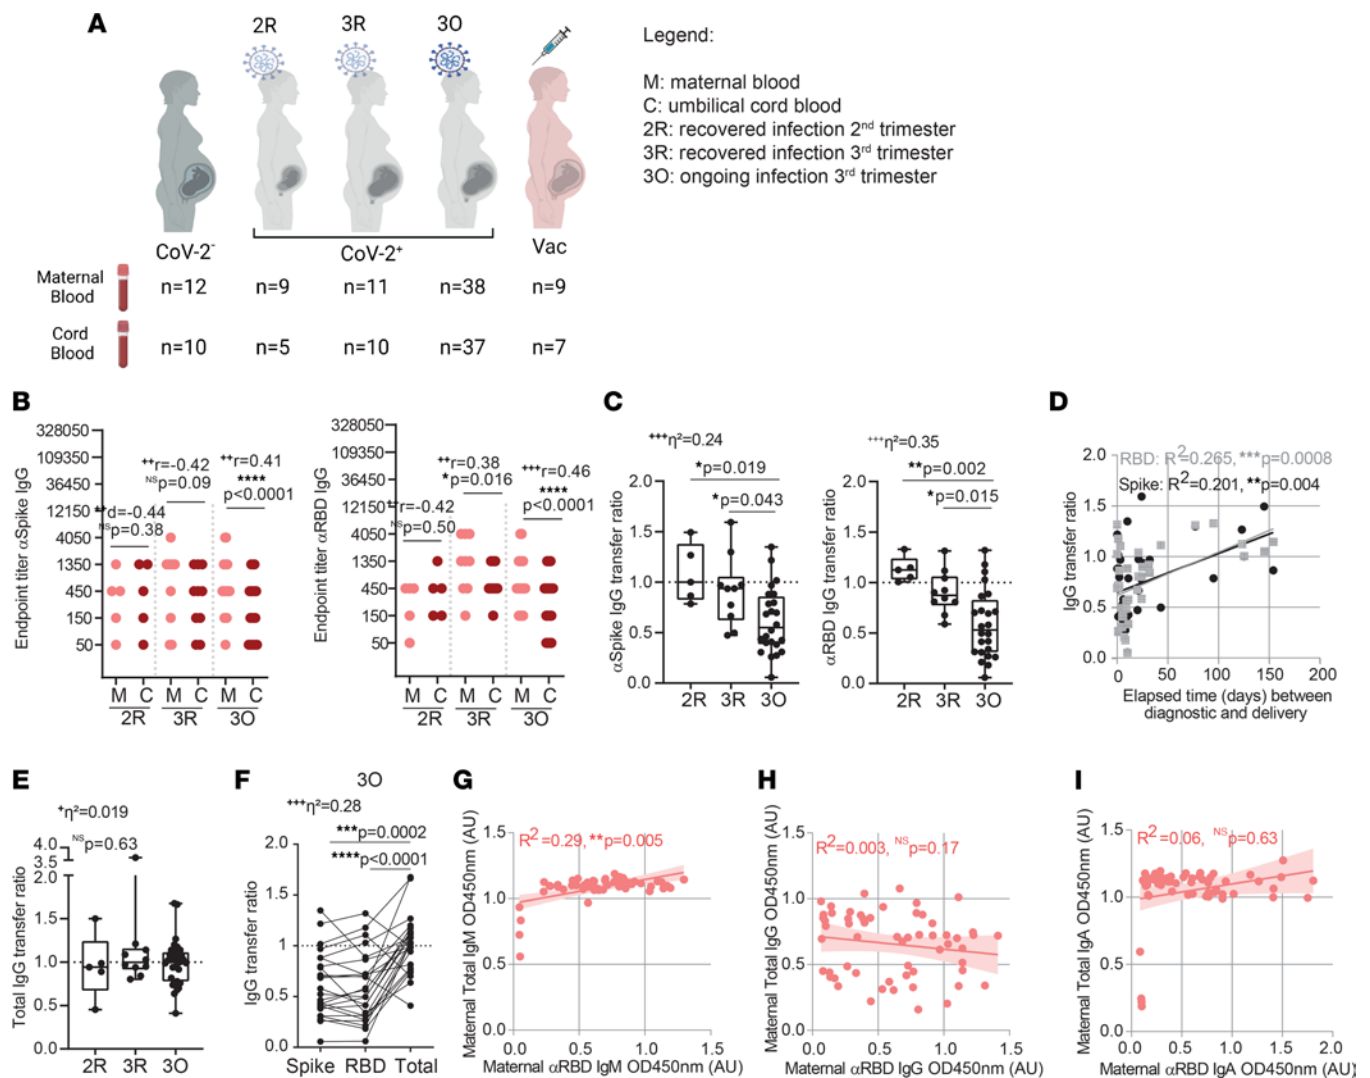 A
2R
3R
3O
Legend:
M: maternal blood
C: umbilical cord blood
2R: recovered infection 2nd trimester
3R: recovered infection 3rd trimester
3O: ongoing infection 3rd trimester
CoV-2-
CoV-2+
Vac
Maternal
Blood
n=12
n=9
n=11
n=38
n=9
Cord
Blood
n=10
n=5
n=10
n=37
n=7
B
Endpoint titer αSpike IgG
328050
109350
36450
12150
4050
1350
450
150
50
++d=-0.44
NSp=0.38
++r=-0.42
NSp=0.09
++r=0.41
****
p<0.0001
M C M C M C
2R 3R 3O
Endpoint titer αRBD IgG
328050
109350
36450
12150
4050
1350
450
150
50
++r=-0.42
NSp=0.50
++r=0.38
*p=0.016
+++r=0.46
****
p<0.0001
M C M C M C
2R 3R 3O
C
+++η²=0.24
*p=0.019
*p=0.043
αSpike IgG transfer ratio
2.0
1.5
1.0
0.5
0.0
2R 3R 3O
+++η²=0.35
**p=0.002
*p=0.015
αRBD IgG transfer ratio
2.0
1.5
1.0
0.5
0.0
2R 3R 3O
D
IgG transfer ratio
2.0
1.5
1.0
0.5
0.0
RBD: R2=0.265, ***p=0.0008
Spike: R2=0.201, **p=0.004
0 50 100 150 200
Elapsed time (days) between
diagnostic and delivery
E
+η²=0.019
NSp=0.63
Total IgG transfer ratio
4.0
3.5
2.0
1.5
1.0
0.5
0.0
2R 3R 3O
F
3O
+++η²=0.28
***p=0.0002
****p<0.0001
IgG transfer ratio
2.0
1.5
1
0.5
0.0
Spike RBD Total
G
Maternal Total IgM OD450nm (AU)
1.5
1.0
0.5
0.0
R2=0.29, **p=0.005
0.0 0.5 1.0 1.5
Maternal αRBD IgM OD450nm (AU)
H
Maternal Total IgG OD450nm (AU)
1.5
1.0
0.5
0.0
R2=0.003, NSp=0.17
0.0 0.5 1.0 1.5
Maternal αRBD IgG OD450nm (AU)
I
Maternal Total IgA OD450nm (AU)
1.5
1.0
0.5
0.0
R2=0.06, NSp=0.63
0.0 0.5 1.0 1.5 2.0
Maternal αRBD IgA OD450nm (AU)